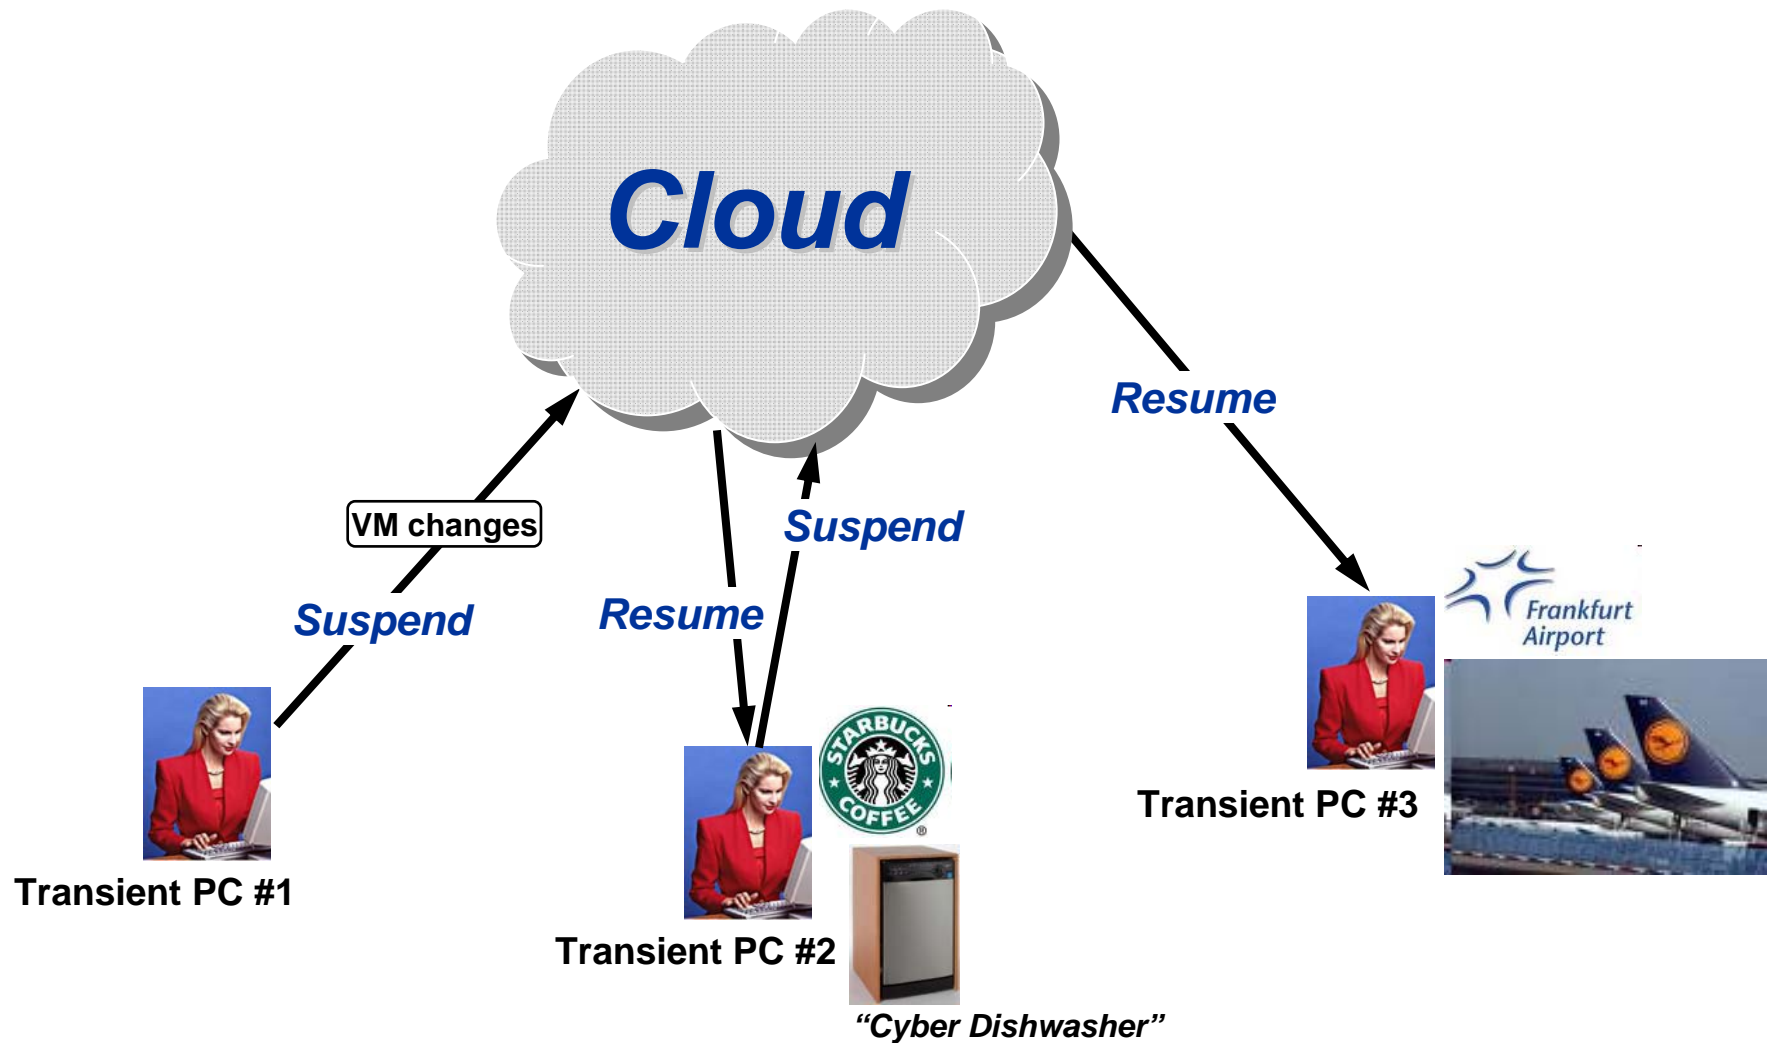 Cloud
Resume
VM changes
Suspend
Suspend
Resume
Frankfurt
Airport
STARBUCKS
COFFEE
®
Transient PC #3
Transient PC #1
Transient PC #2
“Cyber Dishwasher”